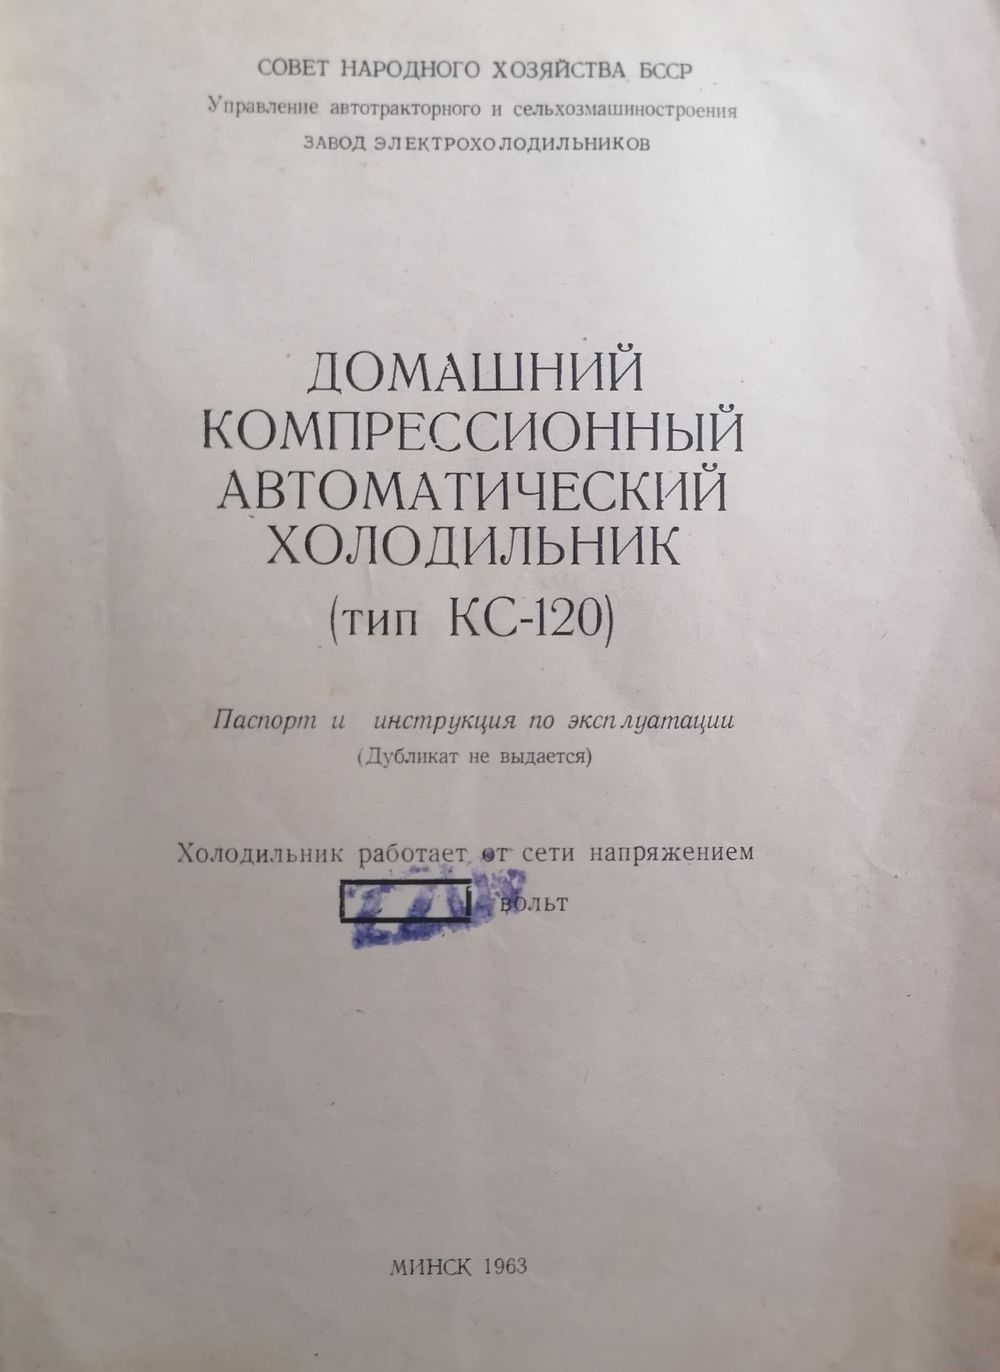 СОВЕТ НАРОДНОГО ХОЗЯЙСТВА БССР
Управление автотракторного и сельхозмашиностроения
ЗАВОД ЭЛЕКТРОХОЛОДИЛЬНИКОВ
ДОМАШНИЙ
КОМПРЕССИОННЫЙ
АВТОМАТИЧЕСКИЙ
ХОЛОДИЛЬНИК
(тип КС-120)
Паспорт и инструкция по эксплуатации
(Дубликат не выдается)
Холодильник работает от сети напряжением
220 вольт
МИНСК 1963